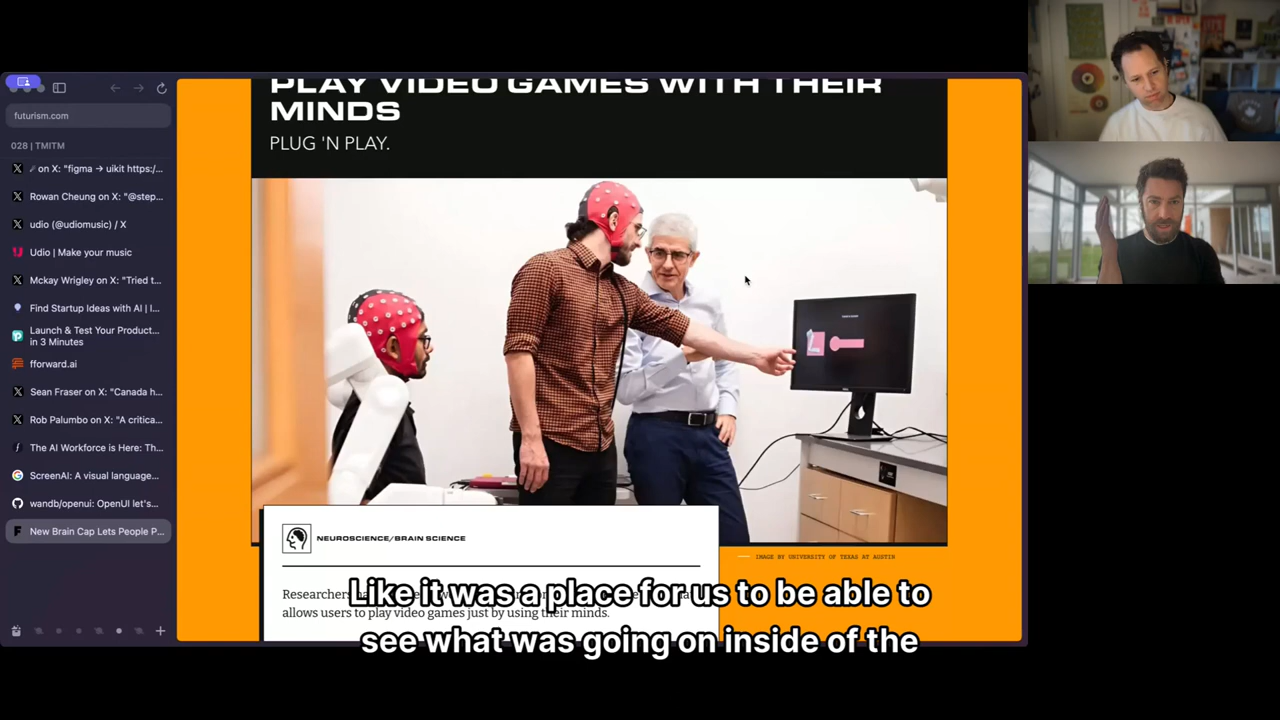 futurism.com
028 | TMITM
on X: "figma → uikit https:/...
Rowan Cheung on X: "@step...
udio (@udiomusic) / X
Udio | Make your music
Mckay Wrigley on X: "Tried t...
Find Startup Ideas with AI | I...
Launch & Test Your Product...
in 3 Minutes
fforward.ai
Sean Fraser on X: "Canada h...
Rob Palumbo on X: "A critica...
The AI Workforce is Here: Th...
ScreenAI: A visual language...
wandb/openui: OpenUI let's...
New Brain Cap Lets People P...
PLAY VIDEO GAMES WITH THEIR
MINDS
PLUG 'N PLAY.
NEUROSCIENCE/BRAIN SCIENCE
IMAGE BY UNIVERSITY OF TEXAS AT AUSTIN
Researchers
allows users to play video games just by using their minds.
Like it was a place for us to be able to
see what was going on inside of the